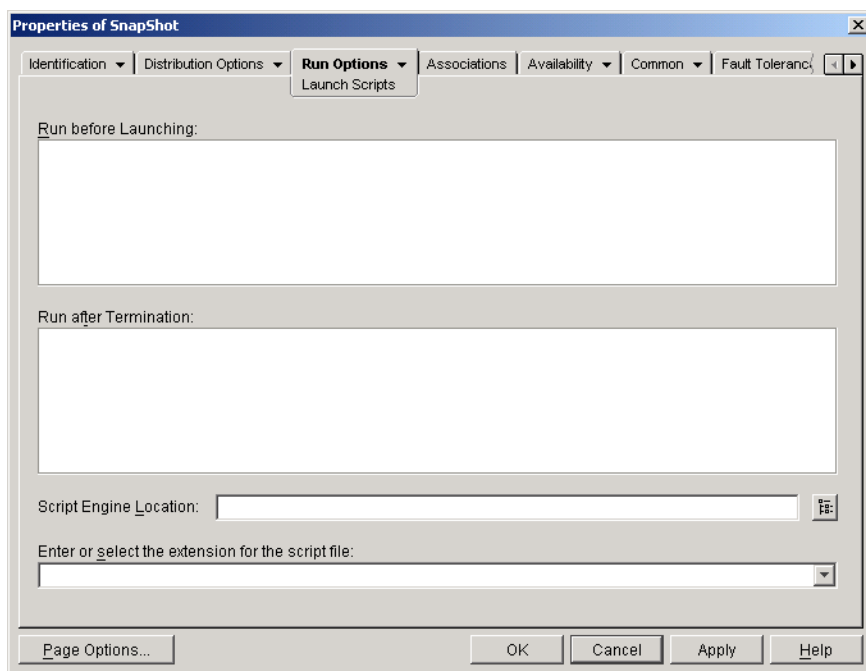 Properties of SnapShot
Identification Distribution Options Run Options Associations Availability Common Fault Toleranc
Launch Scripts
Run before Launching:
Run after Termination:
Script Engine Location:
Enter or select the extension for the script file:
Page Options... OK Cancel Apply Help